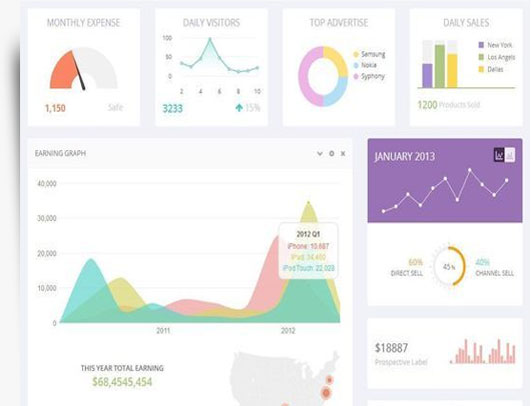 MONTHLY EXPENSE
1,150
Safe
DAILY VISITORS
100
50
0
2 4 6 8 10
3233
15%
TOP ADVERTISE
Samsung
Nokia
Syphony
DAILY SALES
New York
Los Angels
Dallas
1200 Products Sold
EARNING GRAPH
40,000
30,000
20,000
10,000
0
2011
2012
2012 Q1
iPhone: 10,687
iPad: 34,460
iPod Touch: 22,028
THIS YEAR TOTAL EARNING
$68,4545,454
JANUARY 2013
60%
DIRECT SELL
45%
40%
CHANNEL SELL
$18887
Prospective Label